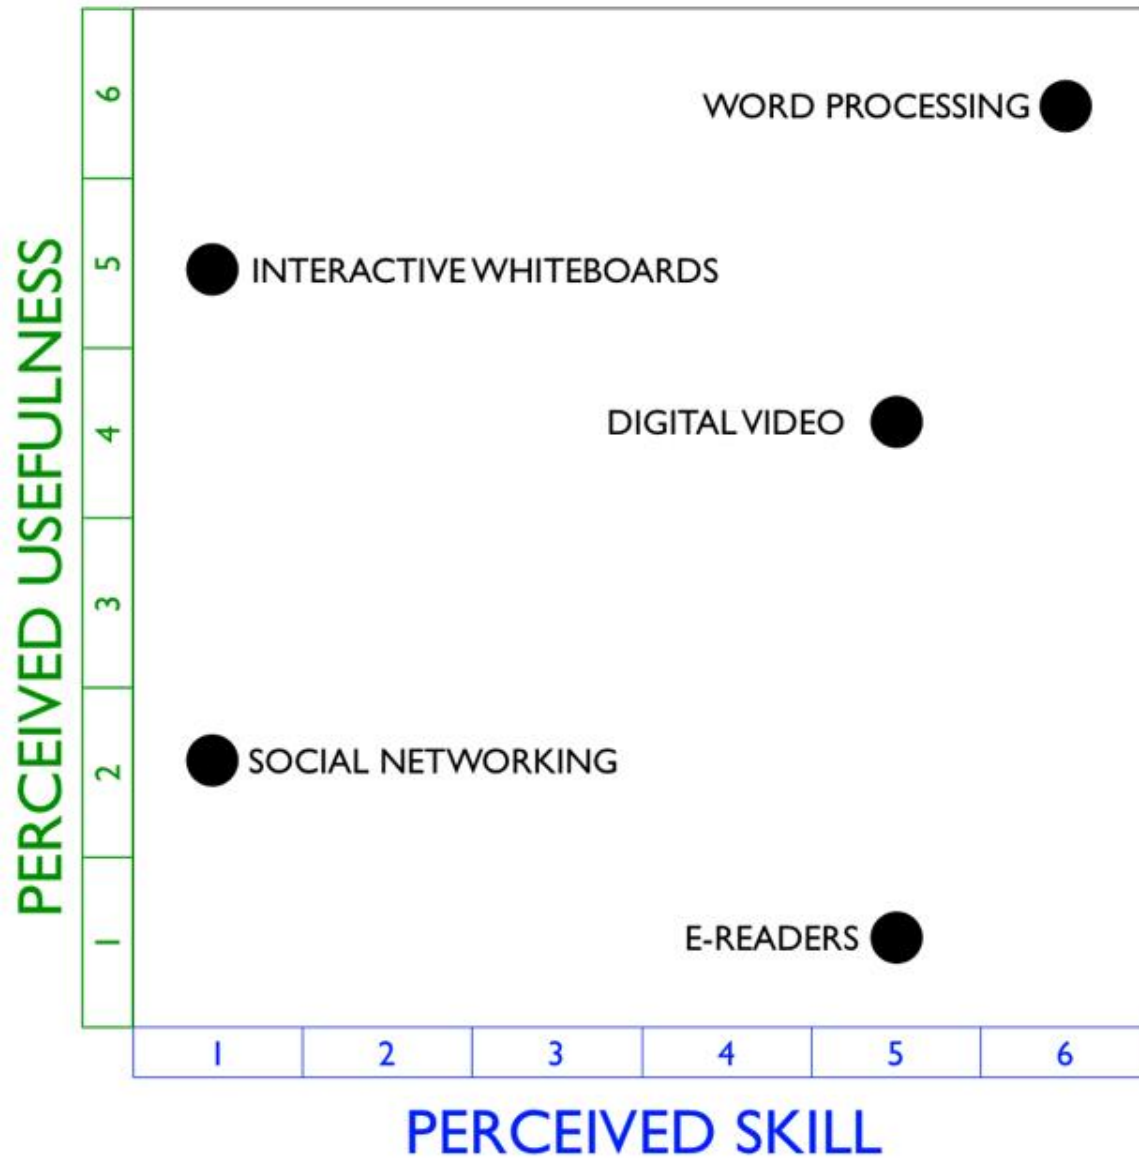 PERCEIVED USEFULNESS
6
WORD PROCESSING
5
INTERACTIVE WHITEBOARDS
4
DIGITAL VIDEO
3
2
SOCIAL NETWORKING
1
E-READERS
1 2 3 4 5 6
PERCEIVED SKILL